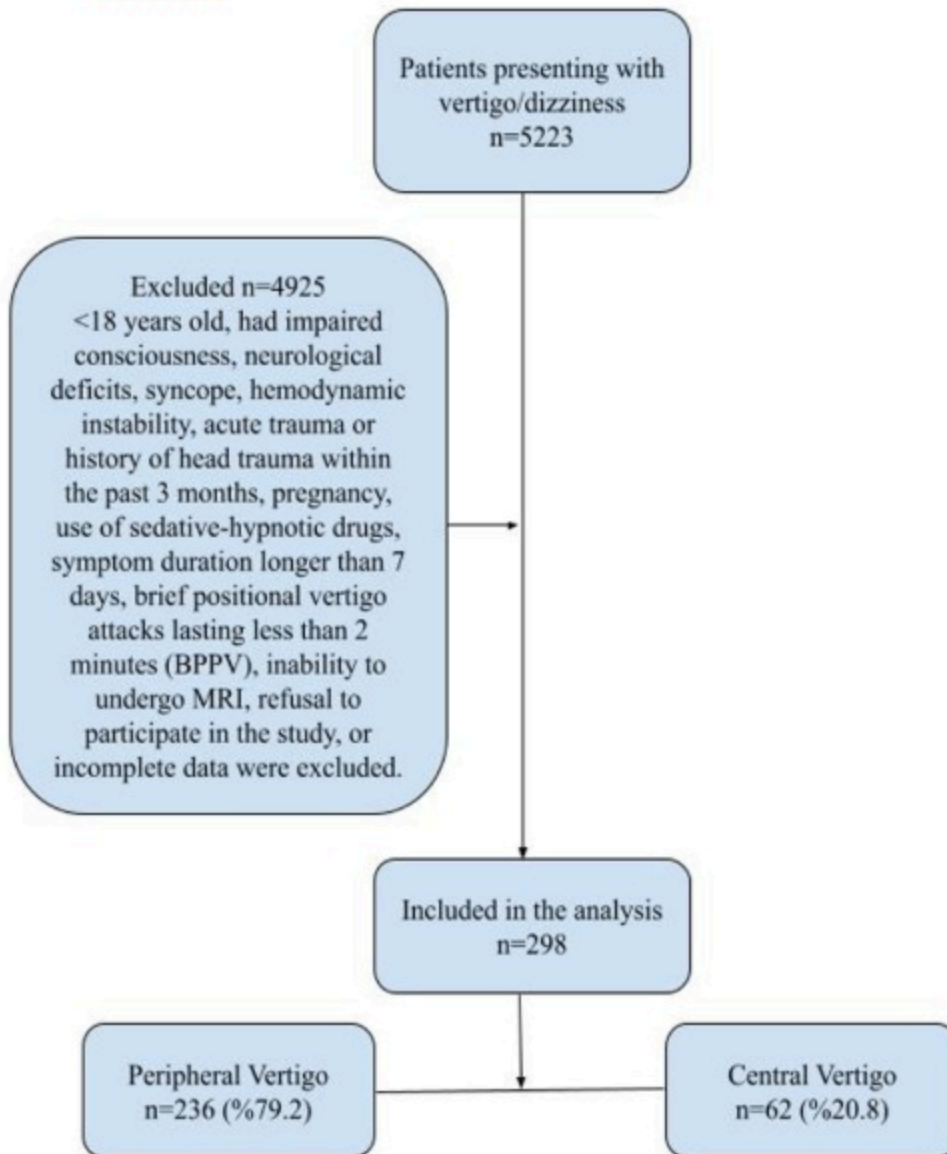 Patients presenting with
vertigo/dizziness
n=5223
Excluded n=4925
<18 years old, had impaired
consciousness, neurological
deficits, syncope, hemodynamic
instability, acute trauma or
history of head trauma within
the past 3 months, pregnancy,
use of sedative-hypnotic drugs,
symptom duration longer than 7
days, brief positional vertigo
attacks lasting less than 2
minutes (BPPV), inability to
undergo MRI, refusal to
participate in the study, or
incomplete data were excluded.
Included in the analysis
n=298
Peripheral Vertigo
n=236 (%79.2)
Central Vertigo
n=62 (%20.8)